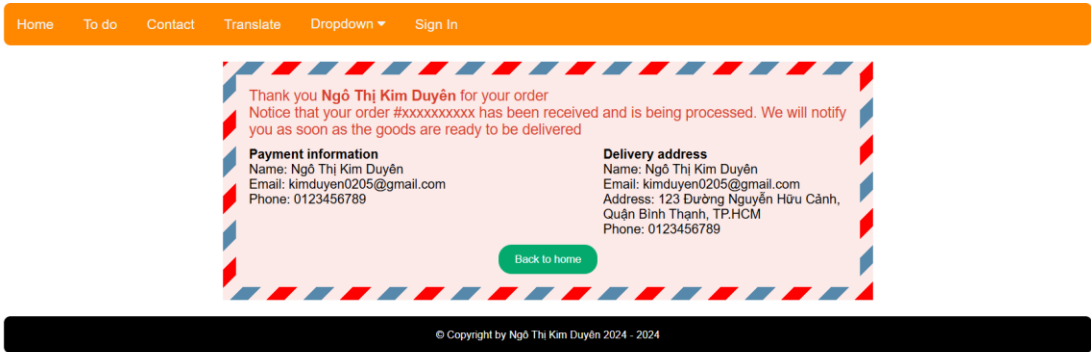 Home To do Contact Translate Dropdown Sign In
Thank you Ngô Thị Kim Duyên for your order
Notice that your order #xxxxxxxxxx has been received and is being processed. We will notify
you as soon as the goods are ready to be delivered
Payment information
Name: Ngô Thị Kim Duyên
Email: kimduyen0205@gmail.com
Phone: 0123456789
Delivery address
Name: Ngô Thị Kim Duyên
Email: kimduyen0205@gmail.com
Address: 123 Đường Nguyễn Hữu Cảnh,
Quận Bình Thạnh, TP.HCM
Phone: 0123456789
Back to home
© Copyright by Ngô Thị Kim Duyên 2024 - 2024